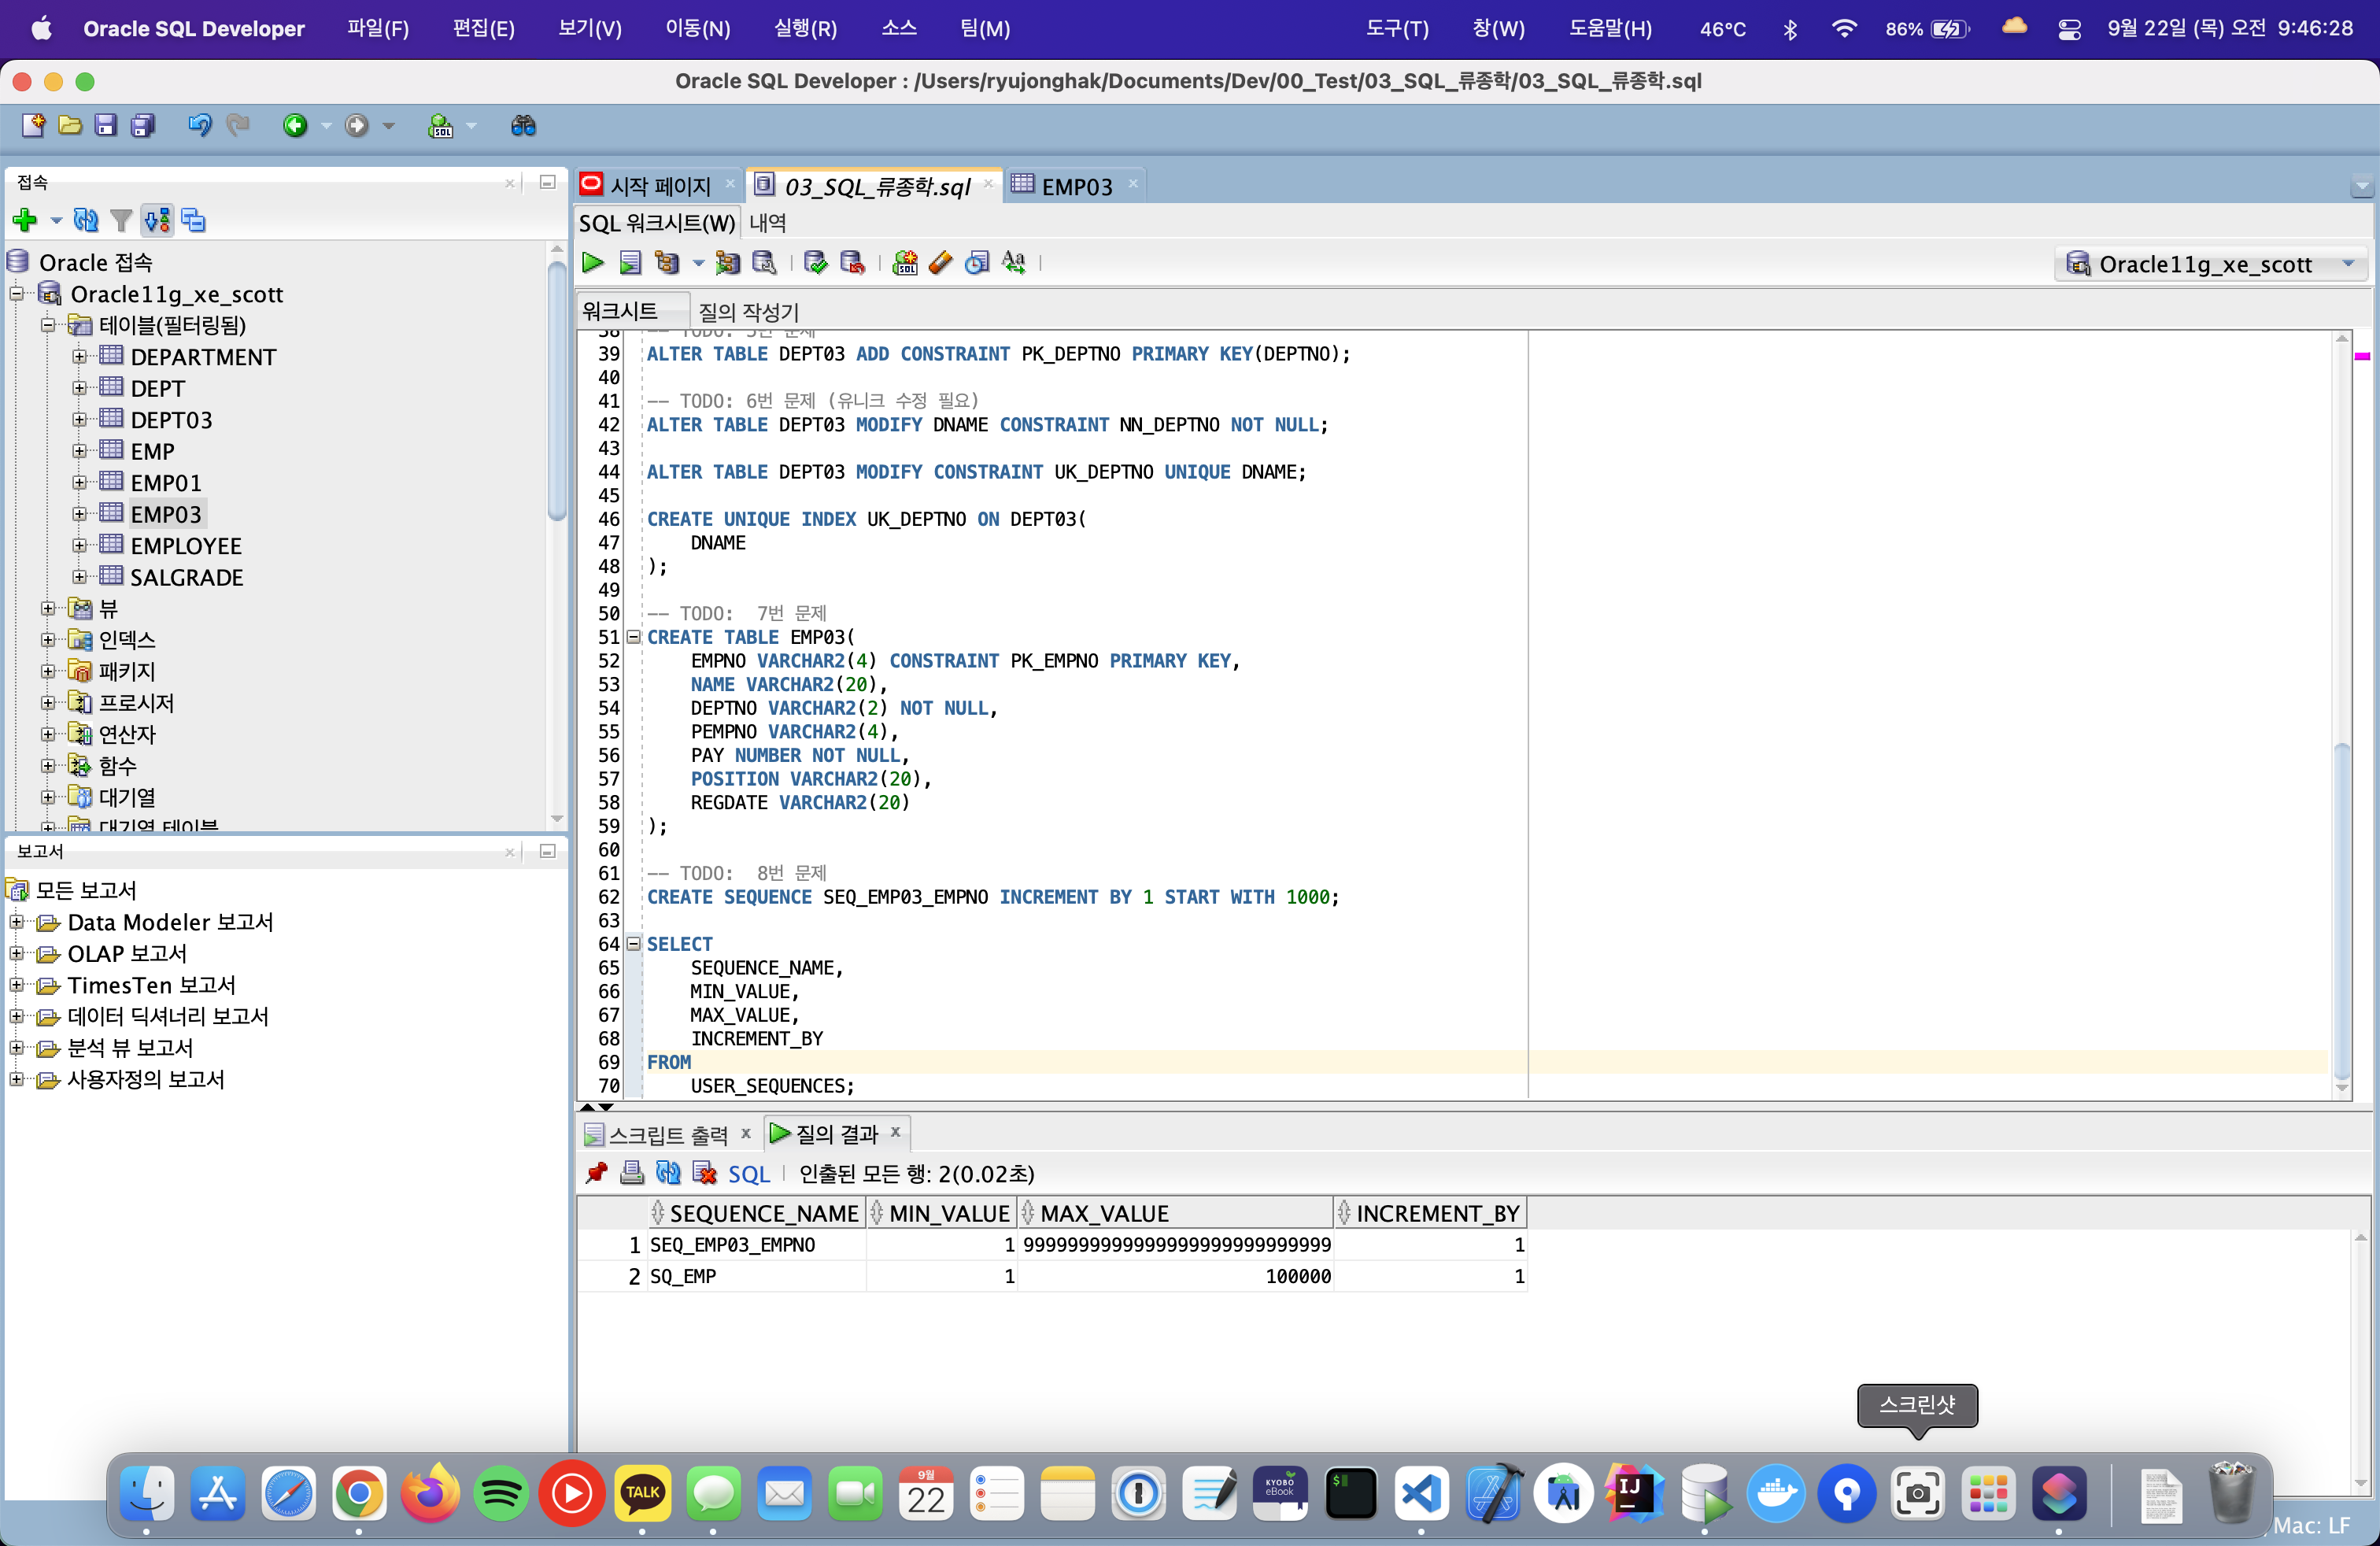 Oracle SQL Developer 파일(F) 편집(E) 보기(V) 이동(N) 실행(R) 소스 팀(M) 도구(T) 창(W) 도움말(H) 46°C 86% 9월 22일 (목) 오전 9:46:28
Oracle SQL Developer : /Users/ryujonghak/Documents/Dev/00_Test/03_SQL_류종학/03_SQL_류종학.sql
접속
Oracle 접속
Oracle11g_xe_scott
테이블(필터링됨)
DEPARTMENT
DEPT
DEPT03
EMP
EMP01
EMP03
EMPLOYEE
SALGRADE
뷰
인덱스
패키지
프로시저
연산자
함수
대기열
대기열 테이블
보고서
모든 보고서
Data Modeler 보고서
OLAP 보고서
TimesTen 보고서
데이터 딕셔너리 보고서
분석 뷰 보고서
사용자정의 보고서
시작 페이지 03_SQL_류종학.sql EMP03
SQL 워크시트(W) 내역
Oracle11g_xe_scott
워크시트 질의 작성기
38 -- TODO: 5번 문제
39 ALTER TABLE DEPT03 ADD CONSTRAINT PK_DEPTNO PRIMARY KEY(DEPTNO);
40
41 -- TODO: 6번 문제 (유니크 수정 필요)
42 ALTER TABLE DEPT03 MODIFY DNAME CONSTRAINT NN_DEPTNO NOT NULL;
43
44 ALTER TABLE DEPT03 MODIFY CONSTRAINT UK_DEPTNO UNIQUE DNAME;
45
46 CREATE UNIQUE INDEX UK_DEPTNO ON DEPT03(
47 DNAME
48 );
49
50 -- TODO:  7번 문제
51 CREATE TABLE EMP03(
52 EMPNO VARCHAR2(4) CONSTRAINT PK_EMPNO PRIMARY KEY,
53 NAME VARCHAR2(20),
54 DEPTNO VARCHAR2(2) NOT NULL,
55 PEMPNO VARCHAR2(4),
56 PAY NUMBER NOT NULL,
57 POSITION VARCHAR2(20),
58 REGDATE VARCHAR2(20)
59 );
60
61 -- TODO:  8번 문제
62 CREATE SEQUENCE SEQ_EMP03_EMPNO INCREMENT BY 1 START WITH 1000;
63
64 SELECT
65 SEQUENCE_NAME,
66 MIN_VALUE,
67 MAX_VALUE,
68 INCREMENT_BY
69 FROM
70 USER_SEQUENCES;
스크립트 출력 질의 결과
SQL 인출된 모든 행: 2(0.02초)
SEQUENCE_NAME MIN_VALUE MAX_VALUE INCREMENT_BY
1 SEQ_EMP03_EMPNO 1 9999999999999999999999999999 1
2 SQ_EMP 1 100000 1
스크린샷
TALK
9월
22
KYOBO
eBook
$
IJ
Mac: LF